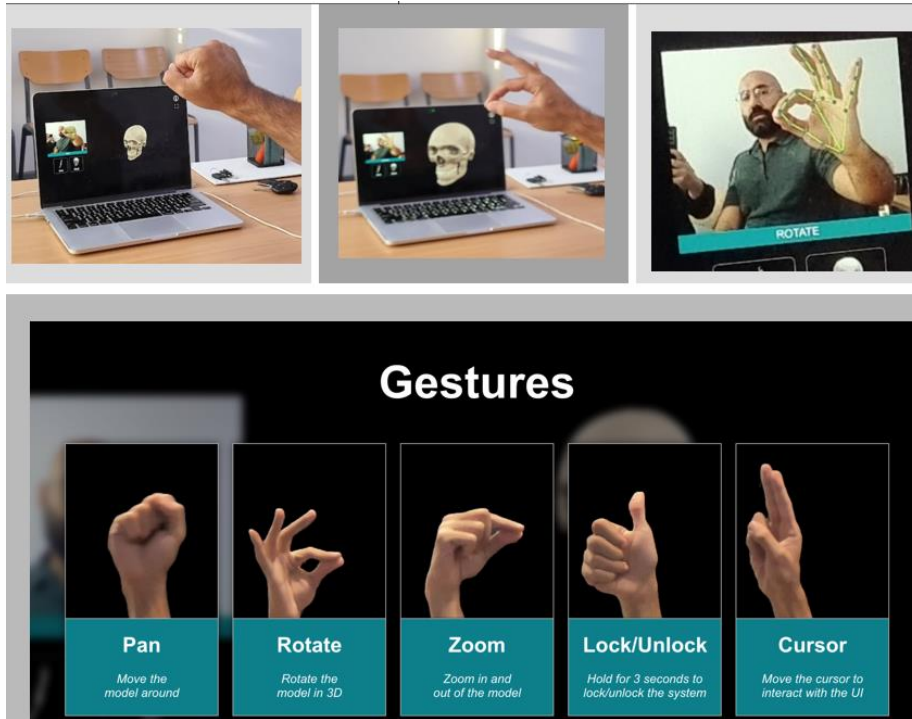 ROTATE
Gestures
Pan
Move the
model around
Rotate
Rotate the
model in 3D
Zoom
Zoom in and
out of the model
Lock/Unlock
Hold for 3 seconds to
lock/unlock the system
Cursor
Move the cursor to
interact with the UI